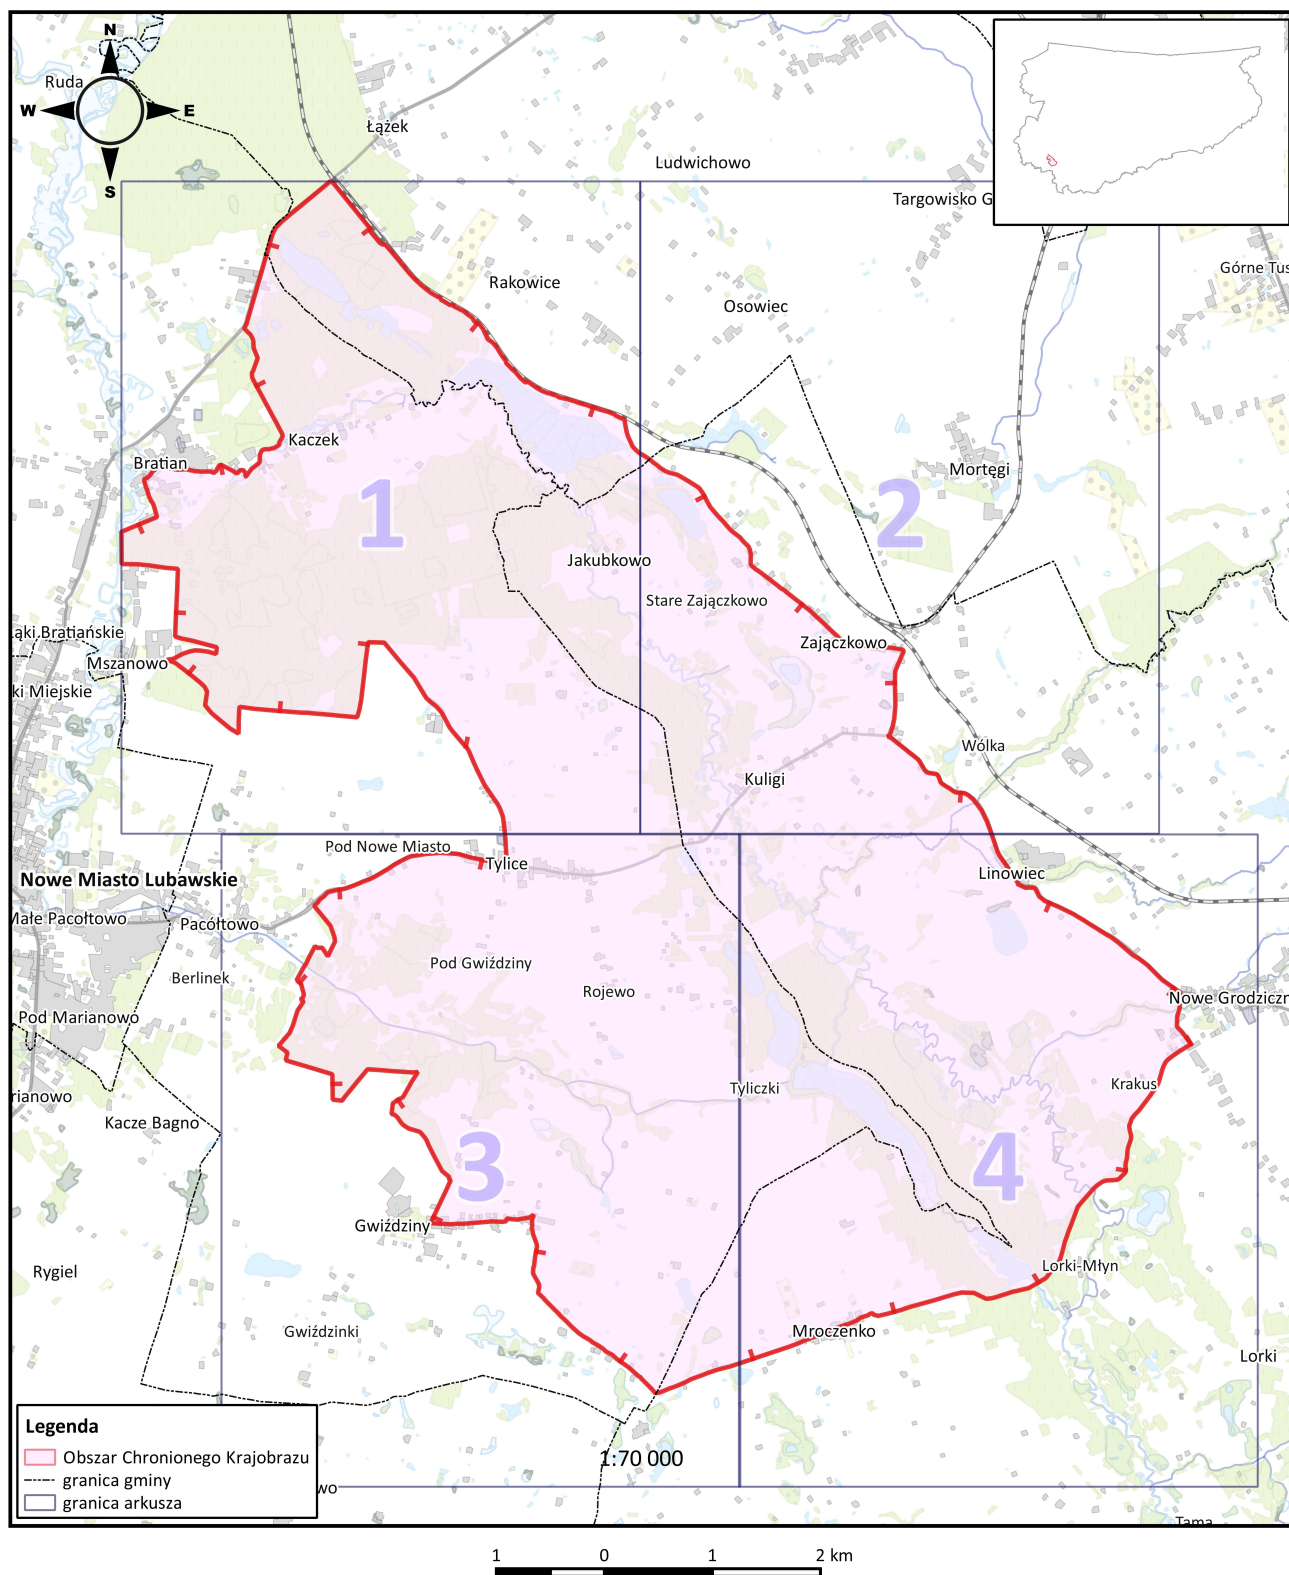 N
Ruda
W
E
S
Łążek
Ludwichowo
Targowisko G
Górne Tus
Rakowice
Osowiec
Kaczek
Bratian
Mortęgi
1
2
Jakubkowo
Stare Zajączkowo
Zajączkowo
Łąki Bratiańskie
Mszanowo
ki Miejskie
Wólka
Kuligi
Pod Nowe Miasto
Tylice
Linowiec
Nowe Miasto Lubawskie
Małe Pacółtowo
Pacółtowo
Pod Gwiździny
Berlinek
Rojewo
Nowe Grodziczn
Pod Marianowo
rianowo
Tyliczki
Krakus
Kacze Bagno
3
4
Gwiździny
Rygiel
Lorki-Młyn
Gwiździnki
Mroczenko
Lorki
Legenda
Obszar Chronionego Krajobrazu
granica gminy
granica arkusza
wo
1:70 000
Tama
1 0 1 2 km